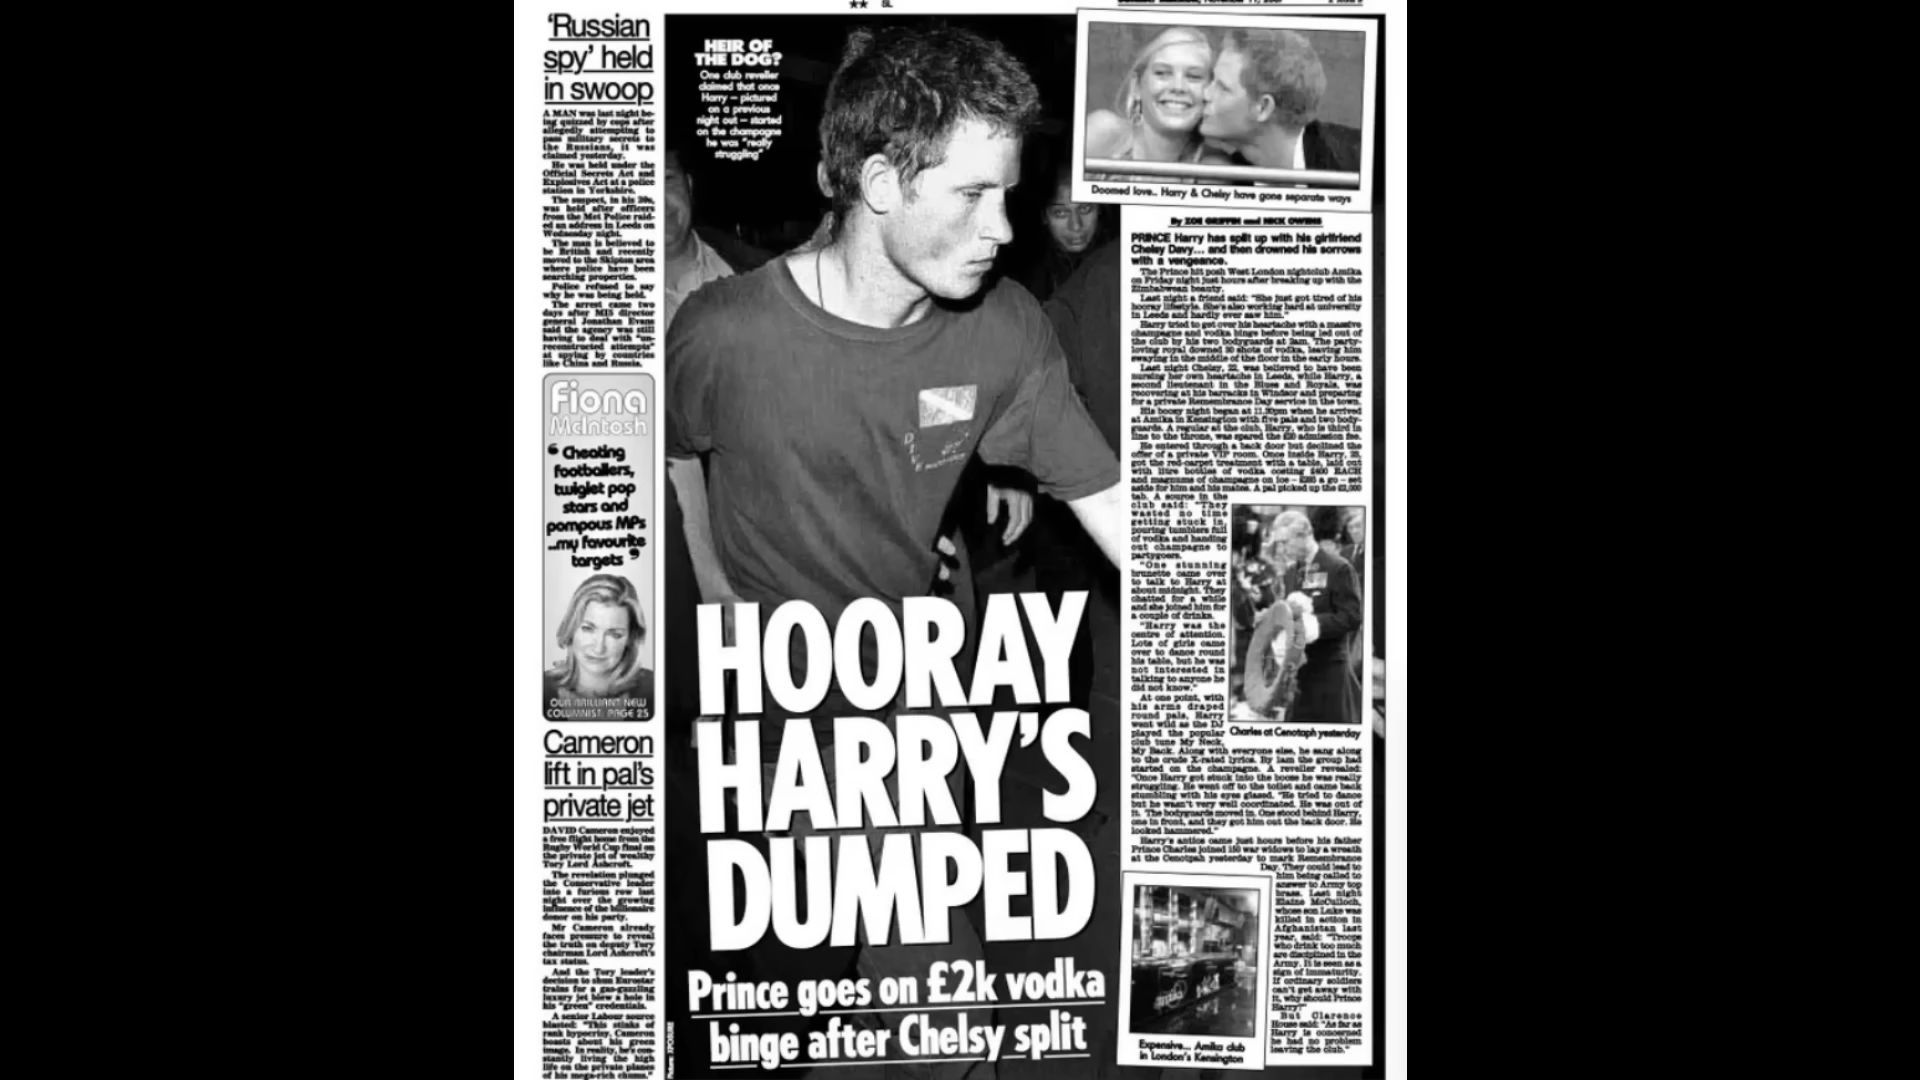 ★★ SL
'Russian
spy' held
in swoop
A MAN was last night be-
ing quizzed by cops after
allegedly attempting to
pass military secrets to
the Russians, it was
claimed yesterday.
He was held under the
Official Secrets Act and
Explosives Act at a police
station in Yorkshire.
The suspect, in his 30s,
was held after officers
from the Met Police raid-
ed an address in Leeds on
Wednesday night.
The man is believed to
be British and recently
moved to the Skipton area
where police have been
searching properties.
Police refused to say
why he was being held.
The arrest came two
days after MI5 director
general Jonathan Evans
said the agency was still
having to deal with "un-
reconstructed attempts"
at spying by countries
like China and Russia.
Fiona
McIntosh
“ Cheating
footballers,
twiglet pop
stars and
pompous MPs
...my favourite
targets ”
OUR BRILLIANT NEW
COLUMNIST: PAGE 25
Cameron
lift in pal's
private jet
DAVID Cameron enjoyed
a free flight home from the
Rugby World Cup final on
the private jet of wealthy
Tory Lord Ashcroft.
The revelation plunged
the Conservative leader
into a furious row last
night over the growing
influence of the billionaire
donor on his party.
Mr Cameron already
faces pressure to reveal
the truth on deputy Tory
chairman Lord Ashcroft's
tax status.
And the Tory leader's
decision to shun Eurostar
trains for a gas-guzzling
luxury jet blew a hole in
his "green" credentials.
A senior Labour source
blasted: "This stinks of
rank hypocrisy. Cameron
boasts about his green
image. In reality, he's con-
stantly living the high
life on the private planes
of his mega-rich chums."
HEIR OF
THE DOG?
One club reveller
claimed that once
Harry – pictured
on a previous
night out – started
on the champagne
he was "really
struggling"
HOORAY
HARRY'S
DUMPED
Prince goes on £2k vodka
binge after Chelsy split
Picture: XPOSURE
Doomed love.. Harry & Chelsy have gone separate ways
By ZOE GRIFFIN and NICK OWENS
PRINCE Harry has split up with his girlfriend
Chelsy Davy... and then drowned his sorrows
with a vengeance.
The Prince hit posh West London nightclub Amika
on Friday night just hours after breaking up with the
Zimbabwean beauty.
Last night a friend said: "She just got tired of his
hooray lifestyle. She's also working hard at university
in Leeds and hardly ever saw him."
Harry tried to get over his heartache with a massive
champagne and vodka binge before being led out of
the club by his two bodyguards at 3am. The party-
loving royal downed 20 shots of vodka, leaving him
swaying in the middle of the floor in the early hours.
Last night Chelsy, 22, was believed to have been
nursing her own heartache in Leeds, while Harry, a
second lieutenant in the Blues and Royals, was
recovering at his barracks in Windsor and preparing
for a private Remembrance Day service in the town.
His boozy night began at 11.30pm when he arrived
at Amika in Kensington with five pals and two body-
guards. A regular at the club, Harry, who is third in
line to the throne, was spared the £20 admission fee.
He entered through a back door but declined the
offer of a private VIP room. Once inside Harry, 23,
got the red-carpet treatment with a table, laid out
with litre bottles of vodka costing £400 EACH
and magnums of champagne on ice – a go – set
aside for him and his mates. A pal picked up the £2,000
tab. A source in the
club said: "They
wasted no time
getting stuck in,
pouring tumblers full
of vodka and handing
out champagne to
partygoers.
"One stunning
brunette came over
to talk to Harry at
about midnight. They
chatted for a while
and she joined him for
a couple of drinks.
"Harry was the
centre of attention.
Lots of girls came
over to dance round
his table, but he was
not interested in
talking to anyone he
did not know."
At one point, with
his arms draped
round pals, Harry
went wild as the DJ
played the popular
club tune My Neck,
My Back. Along with everyone else, he sang along
to the crude X-rated lyrics. By 1am the group had
started on the champagne. A reveller revealed:
"Once Harry got stuck into the booze he was really
struggling. He went off to the toilet and came back
stumbling with his eyes glazed. "He tried to dance
but he wasn't very well coordinated. He was out of
it. The bodyguards moved in. One stood behind Harry,
one in front, and they got him out the back door. He
looked hammered."
Harry's antics came just hours before his father
Prince Charles joined 150 war widows to lay a wreath
at the Cenotaph yesterday to mark Remembrance
Day. They could lead to
him being called to
answer to Army top
brass. Last night
Elaine McCulloch,
whose son Luke was
killed in action in
Afghanistan last
year, said: "Troops
who drink too much
are disciplined in the
Army. It is seen as a
sign of immaturity.
If ordinary soldiers
can't get away with
it, why should Prince
Harry?"
But Clarence
House said: "As far as
Harry is concerned
he had no problem
leaving the club."
Charles at Cenotaph yesterday
Expensive... Amika club
in London's Kensington